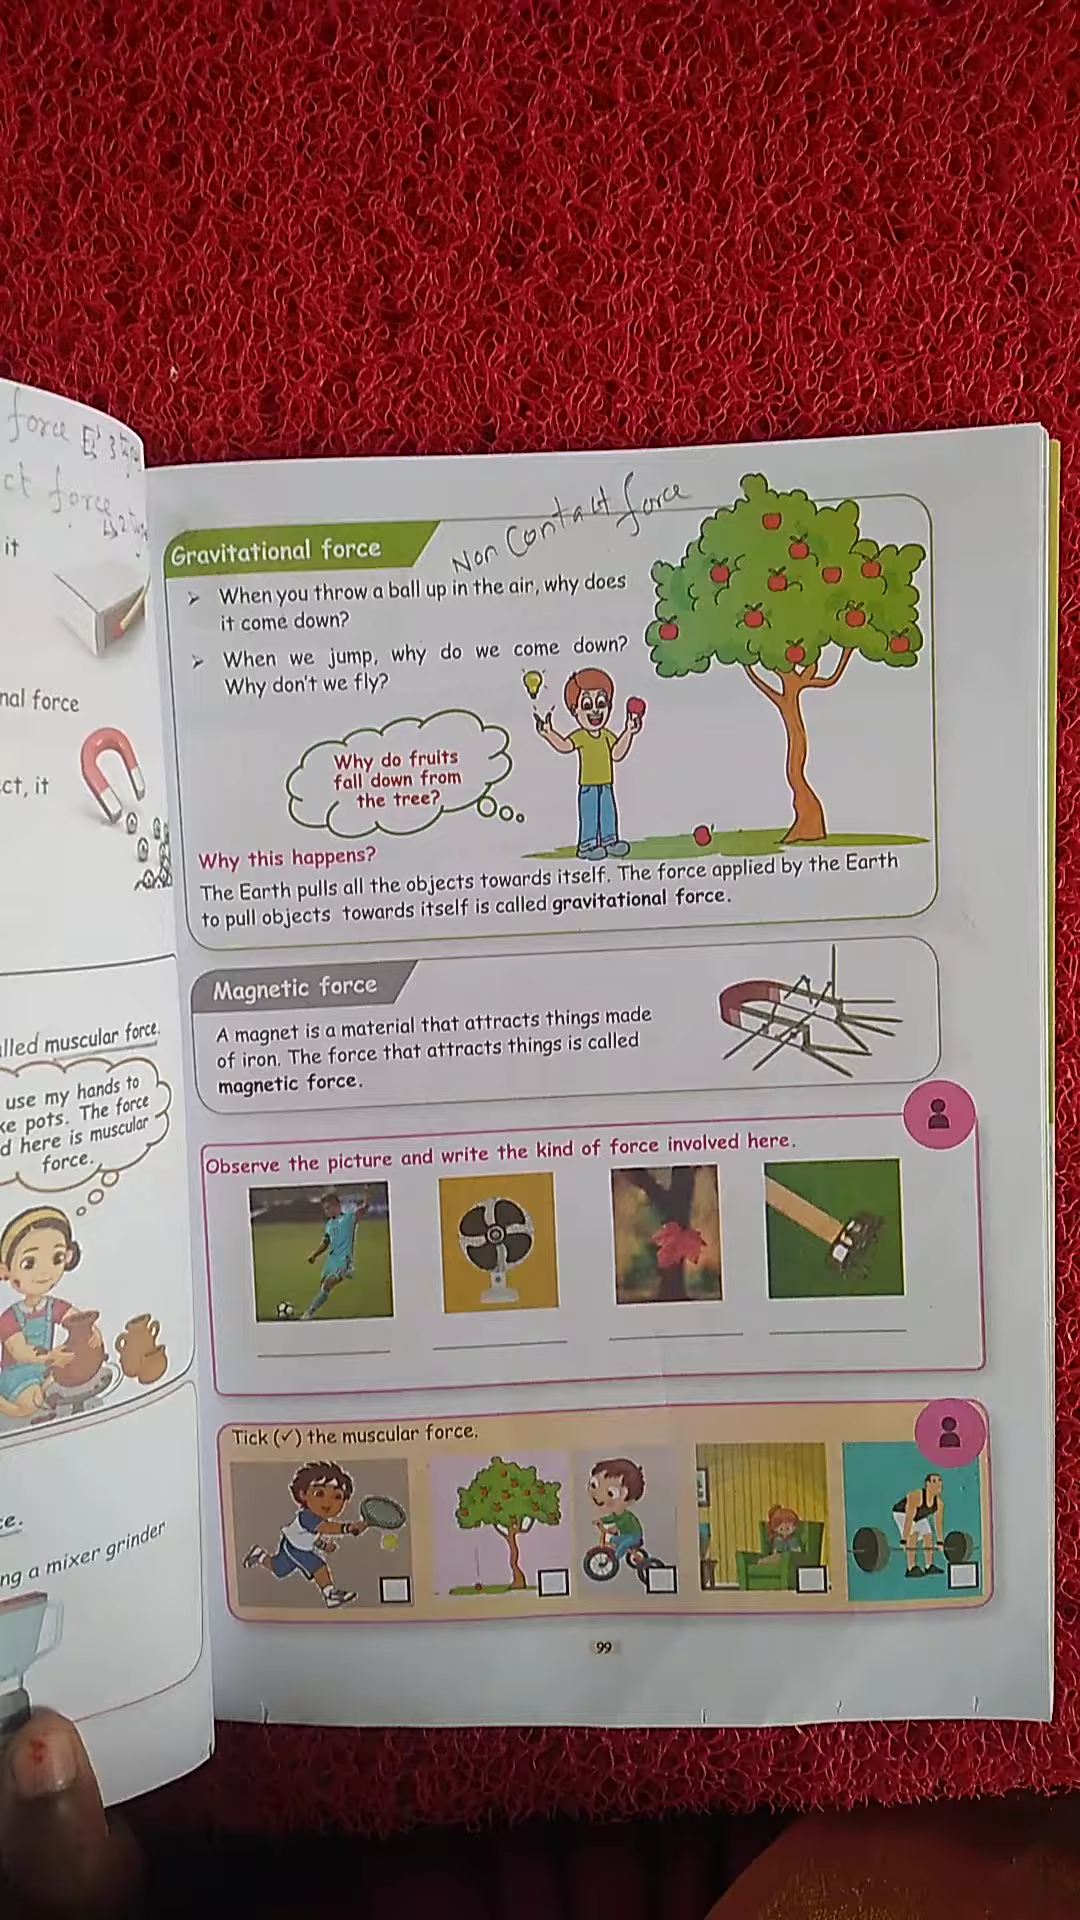 force
ct force
it
nal force
ct, it
lled muscular force.
use my hands to
ke pots. The force
d here is muscular
force.
ce.
ng a mixer grinder
Non Contact force
Gravitational force
➢ When you throw a ball up in the air, why does
it come down?
➢ When we jump, why do we come down?
Why don't we fly?
Why do fruits
fall down from
the tree?
Why this happens?
The Earth pulls all the objects towards itself. The force applied by the Earth
to pull objects towards itself is called gravitational force.
Magnetic force
A magnet is a material that attracts things made
of iron. The force that attracts things is called
magnetic force.
Observe the picture and write the kind of force involved here.
Tick (✓) the muscular force.
99